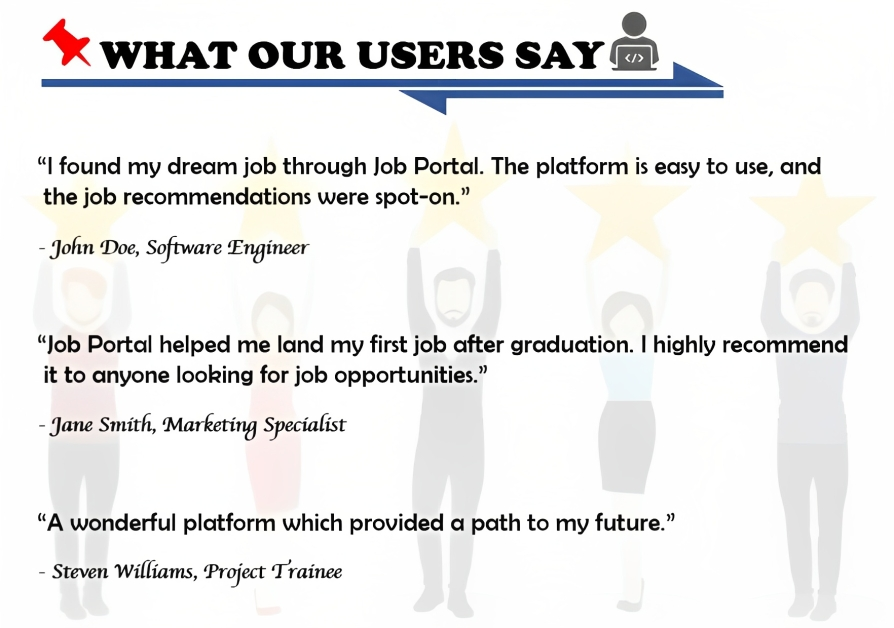 WHAT OUR USERS SAY
</>
“I found my dream job through Job Portal. The platform is easy to use, and
the job recommendations were spot-on.”
- John Doe, Software Engineer
“Job Portal helped me land my first job after graduation. I highly recommend
it to anyone looking for job opportunities.”
- Jane Smith, Marketing Specialist
“A wonderful platform which provided a path to my future.”
- Steven Williams, Project Trainee